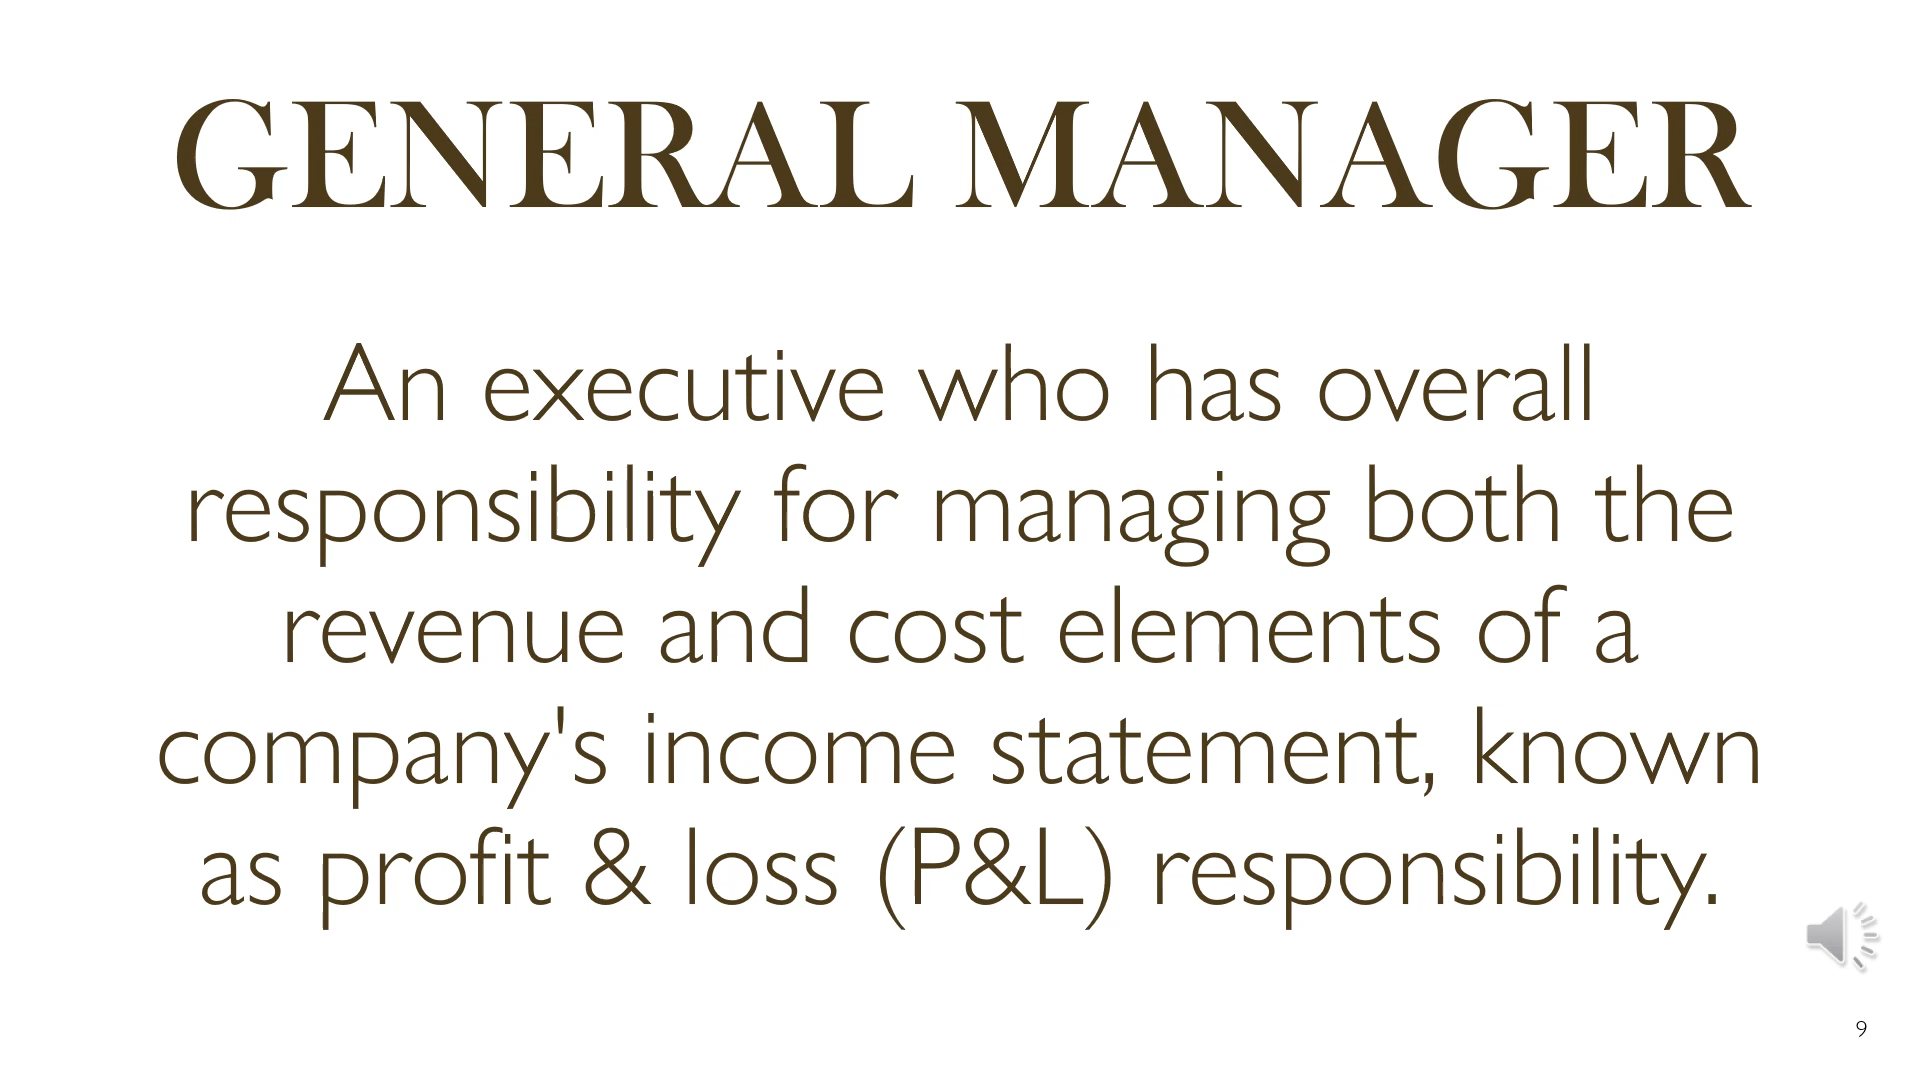 GENERAL MANAGER
An executive who has overall
responsibility for managing both the
revenue and cost elements of a
company's income statement, known
as profit & loss (P&L) responsibility.
9